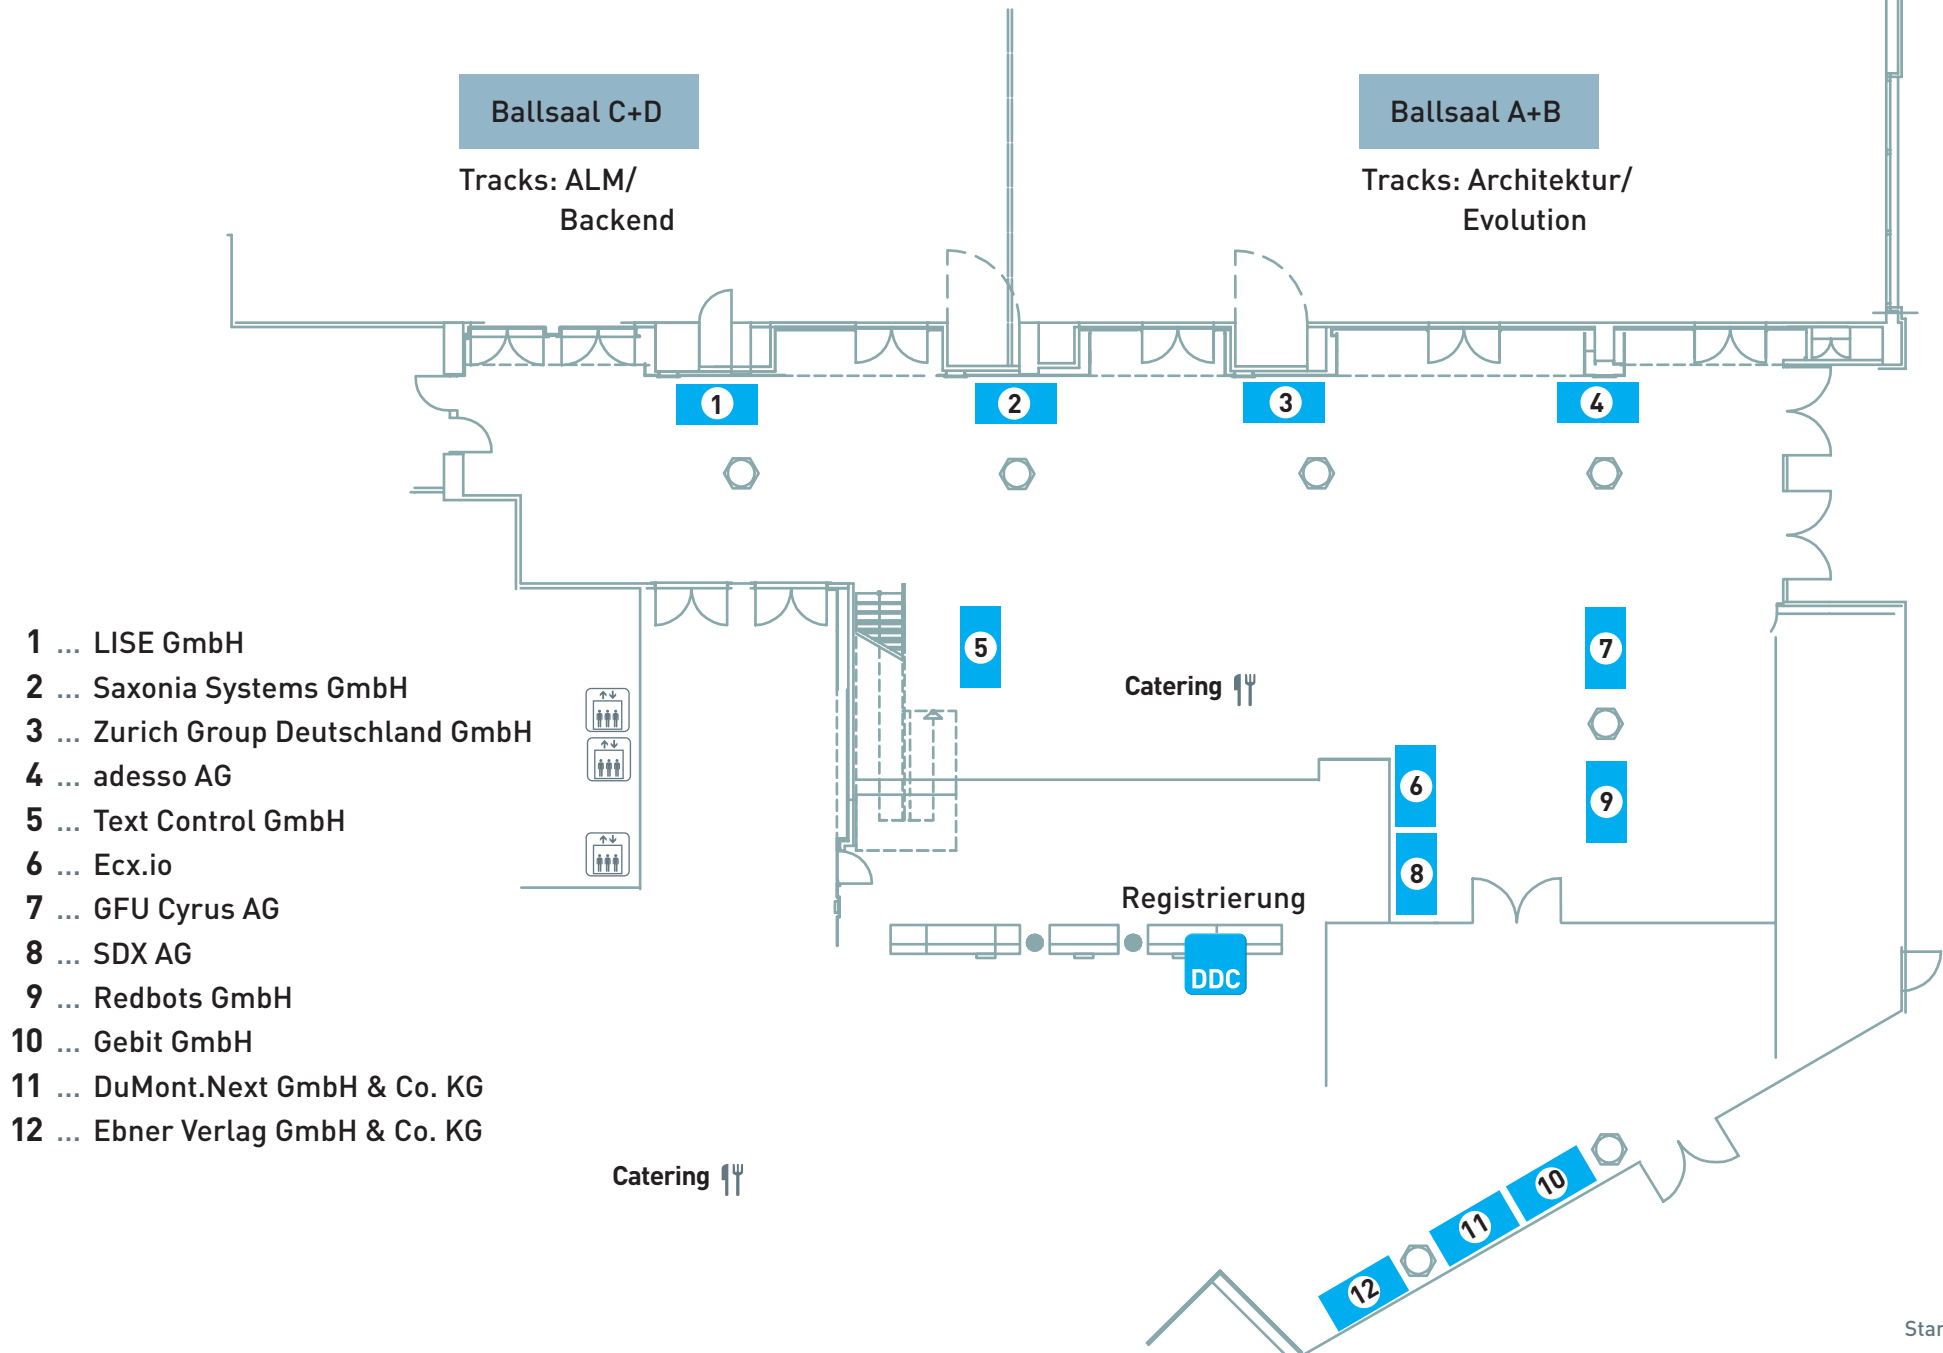 Ballsaal C+D
Tracks: ALM/
Backend
Ballsaal A+B
Tracks: Architektur/
Evolution
1
2
3
4
5
7
Catering
6
9
8
Registrierung
DDC
1 ... LISE GmbH
2 ... Saxonia Systems GmbH
3 ... Zurich Group Deutschland GmbH
4 ... adesso AG
5 ... Text Control GmbH
6 ... Ecx.io
7 ... GFU Cyrus AG
8 ... SDX AG
9 ... Redbots GmbH
10 ... Gebit GmbH
11 ... DuMont.Next GmbH & Co. KG
12 ... Ebner Verlag GmbH & Co. KG
Catering
10
11
12
Star